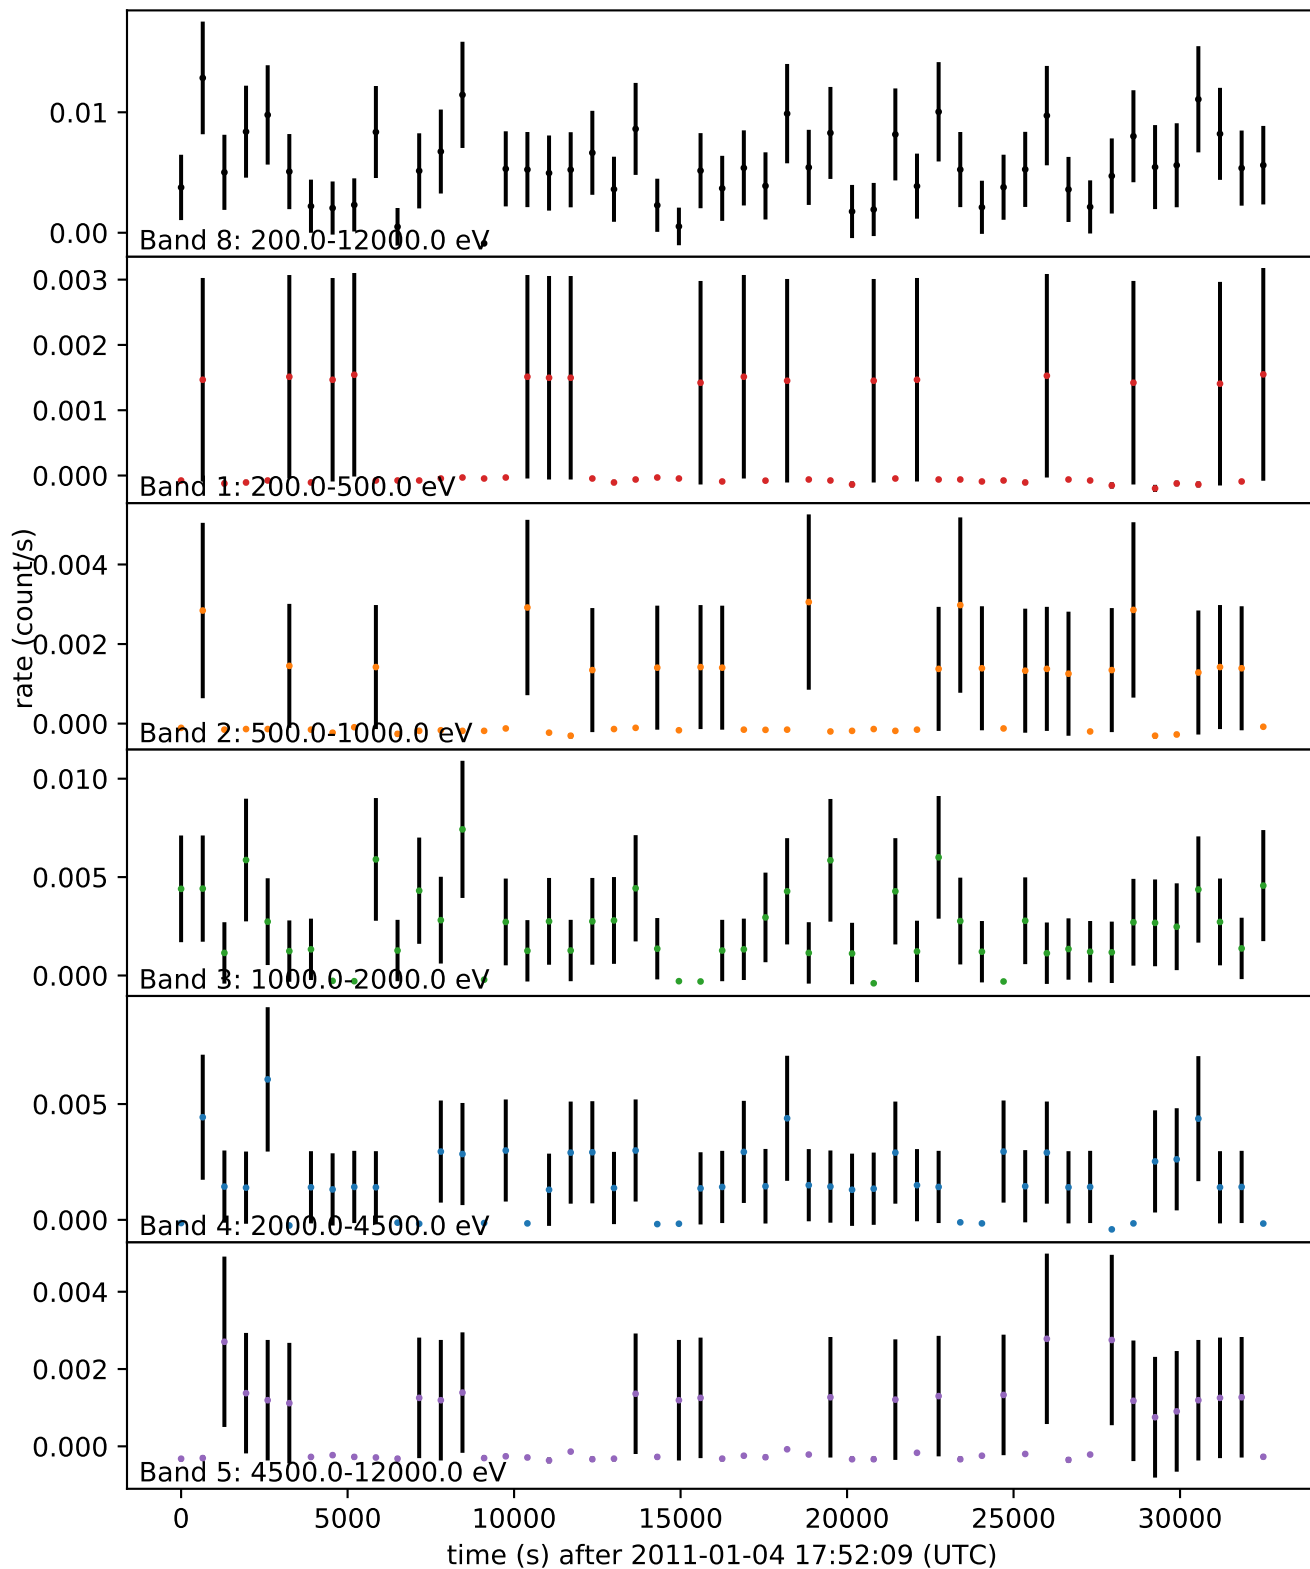 0.01
0.00
Band 8: 200.0-12000.0 eV
0.003
0.002
0.001
0.000
Band 1: 200.0-500.0 eV
rate (count/s)
0.004
0.002
0.000
Band 2: 500.0-1000.0 eV
0.010
0.005
0.000
Band 3: 1000.0-2000.0 eV
0.005
0.000
Band 4: 2000.0-4500.0 eV
0.004
0.002
0.000
Band 5: 4500.0-12000.0 eV
0 5000 10000 15000 20000 25000 30000
time (s) after 2011-01-04 17:52:09 (UTC)